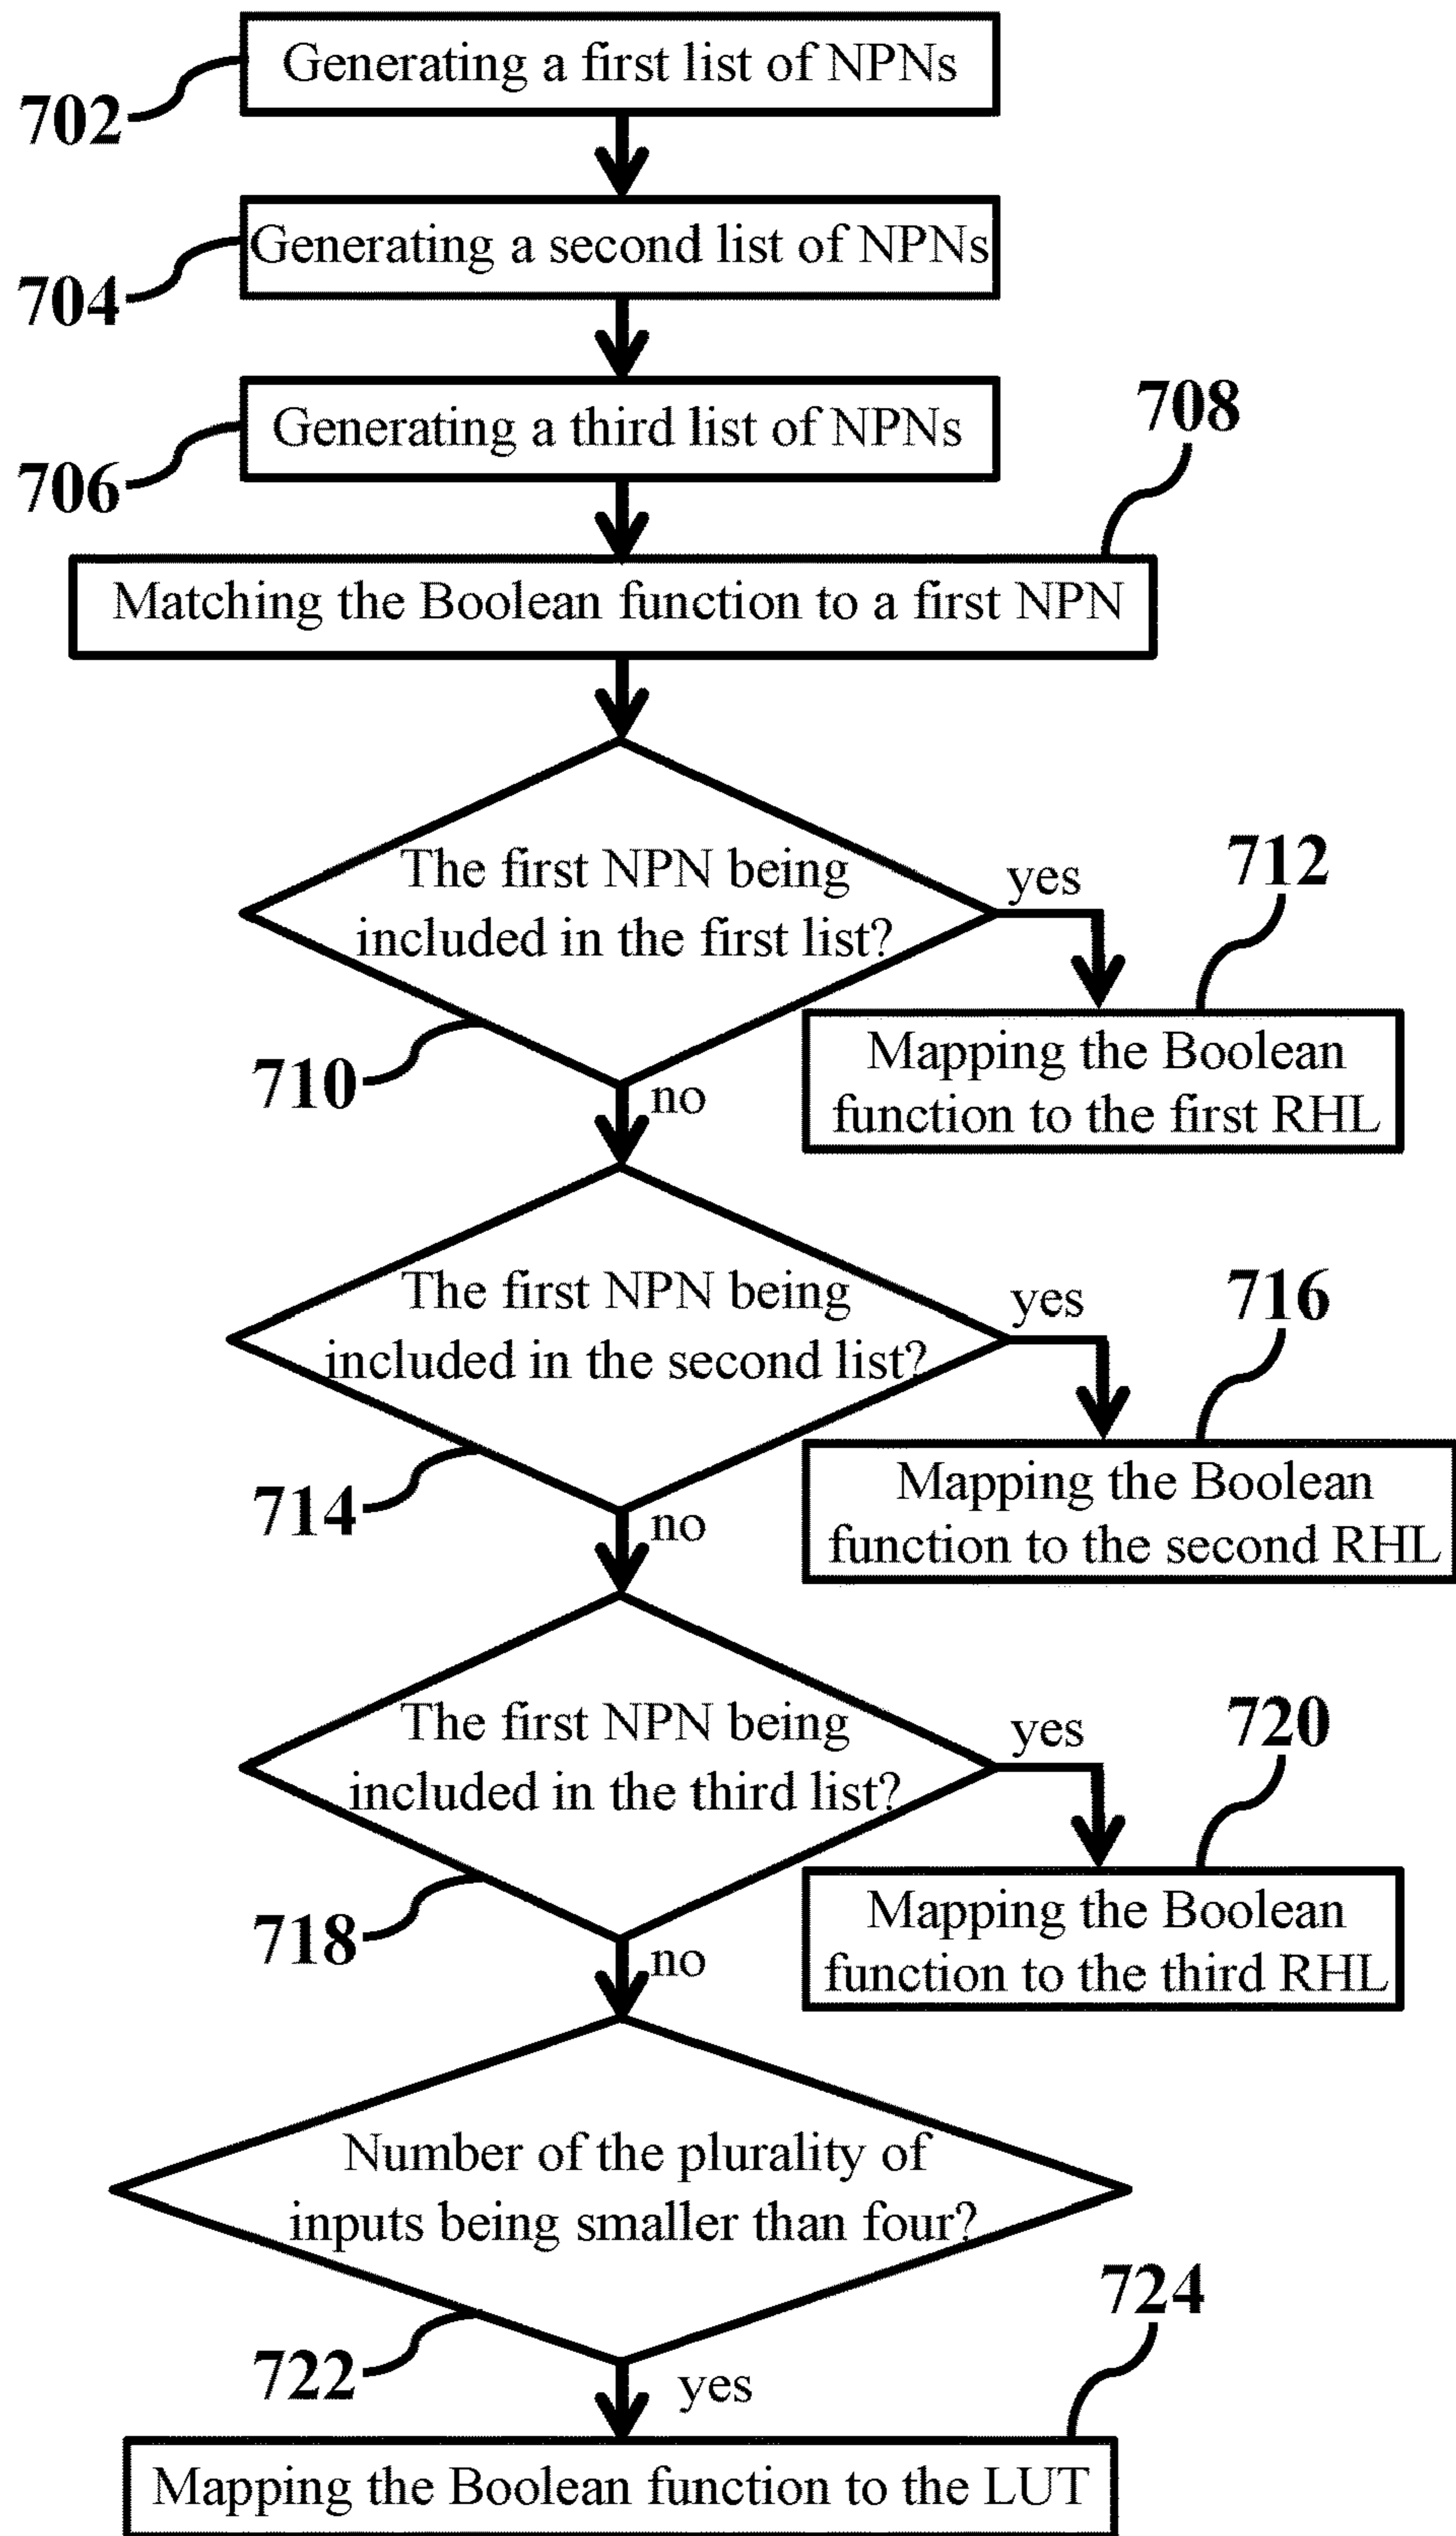 Generating a first list of NPNs
702
Generating a second list of NPNs
704
Generating a third list of NPNs
706
708
Matching the Boolean function to a first NPN
The first NPN being
included in the first list?
yes
712
710
no
Mapping the Boolean
function to the first RHL
The first NPN being
included in the second list?
yes
716
714
no
Mapping the Boolean
function to the second RHL
The first NPN being
included in the third list?
yes
720
718
no
Mapping the Boolean
function to the third RHL
Number of the plurality of
inputs being smaller than four?
724
722
yes
Mapping the Boolean function to the LUT